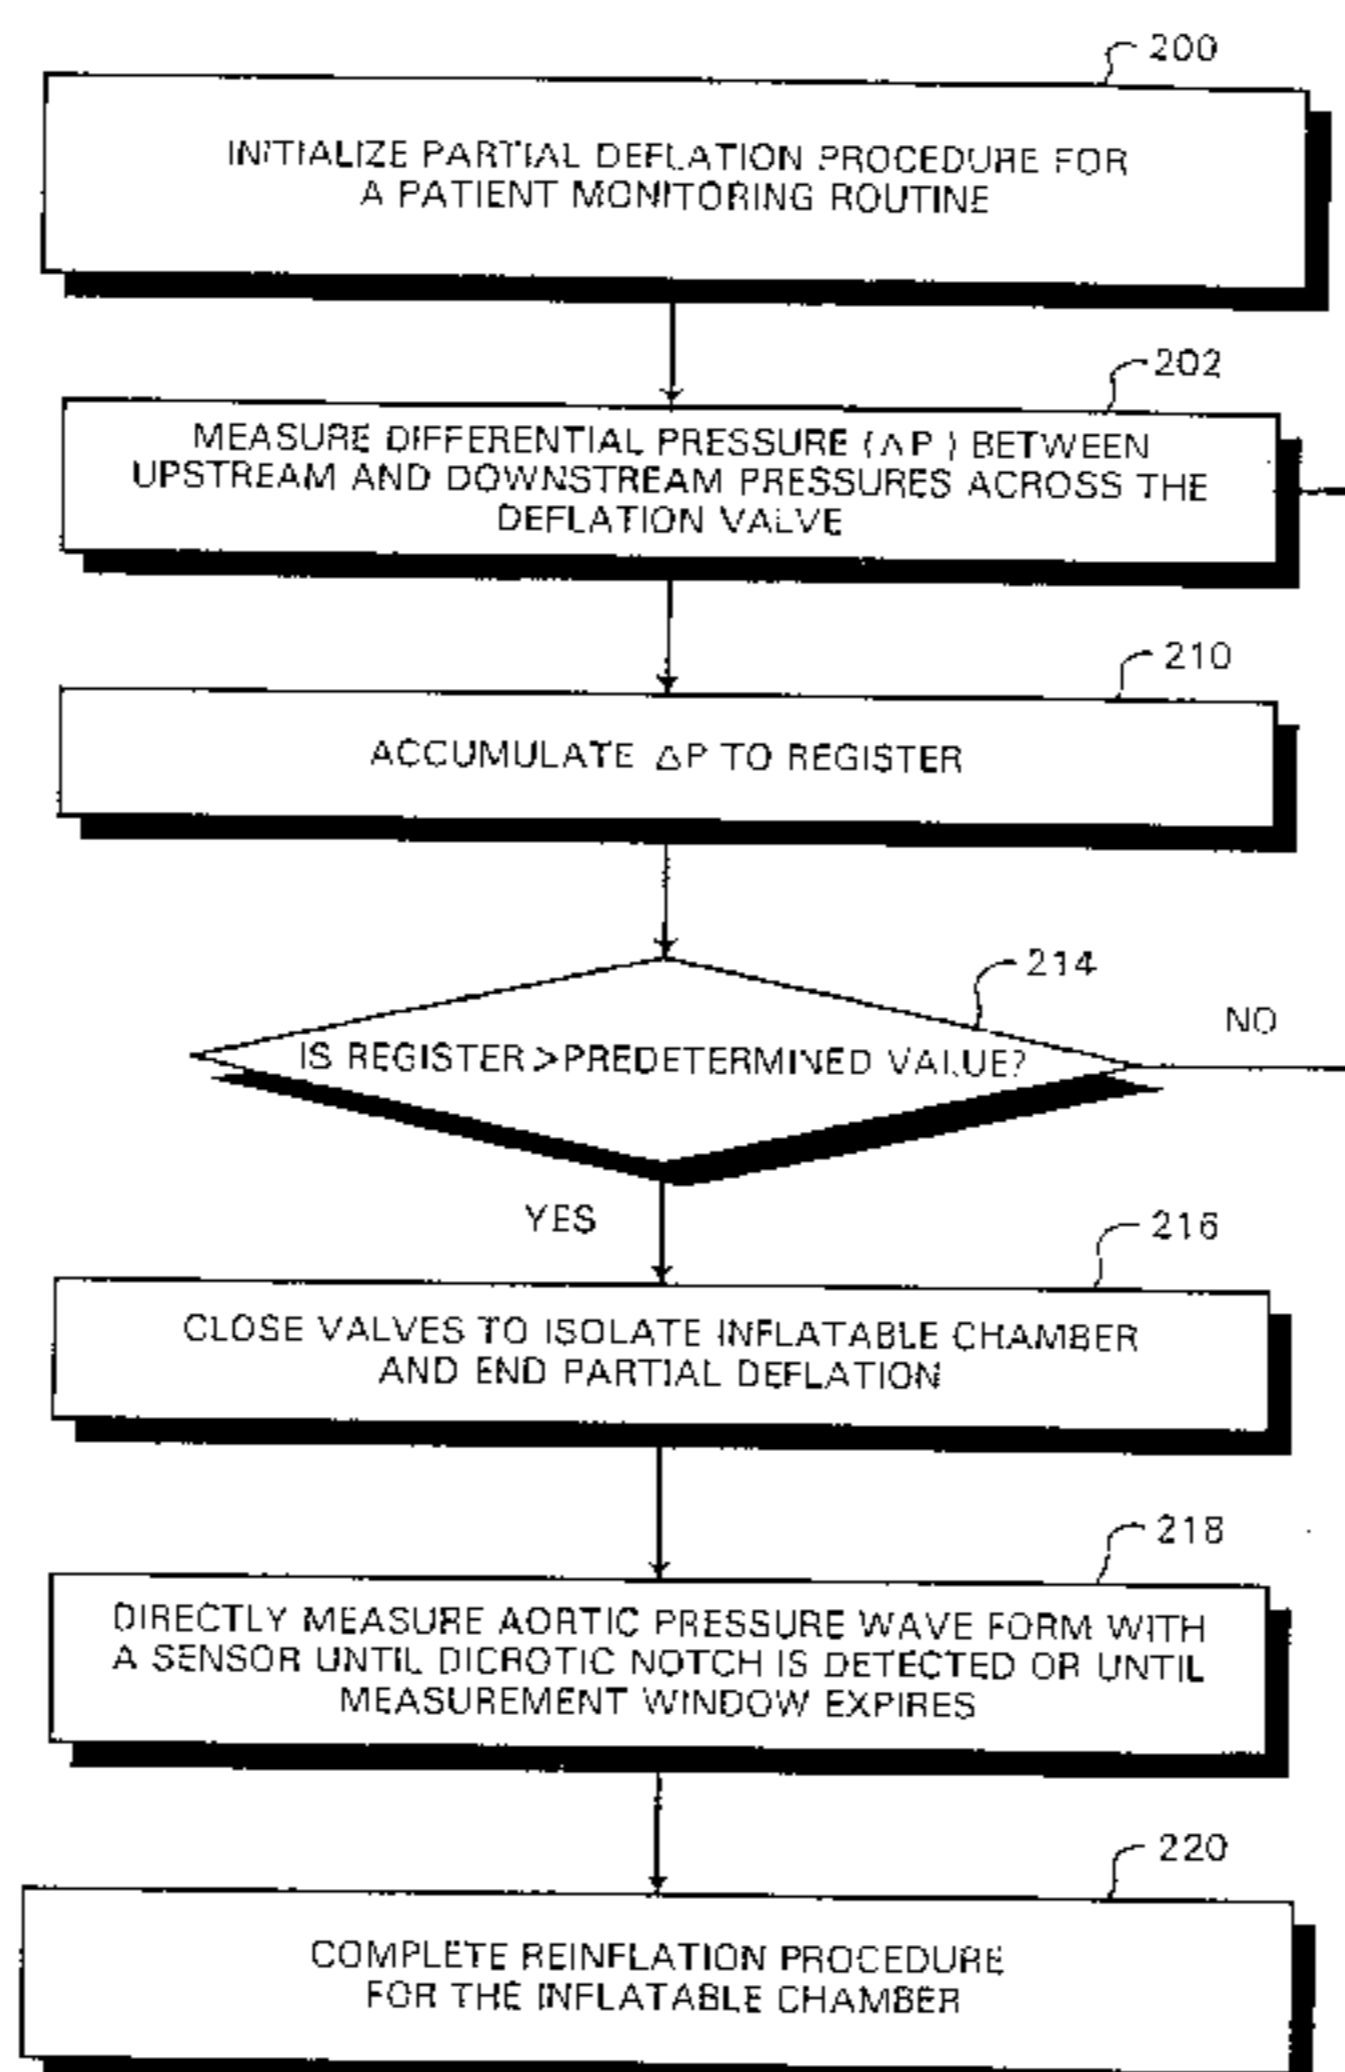 200
INITIALIZE PARTIAL DEFLATION PROCEDURE FOR
A PATIENT MONITORING ROUTINE
202
MEASURE DIFFERENTIAL PRESSURE (ΔP) BETWEEN
UPSTREAM AND DOWNSTREAM PRESSURES ACROSS THE
DEFLATION VALVE
210
ACCUMULATE ΔP TO REGISTER
214
NO
IS REGISTER > PREDETERMINED VALUE?
YES
216
CLOSE VALVES TO ISOLATE INFLATABLE CHAMBER
AND END PARTIAL DEFLATION
218
DIRECTLY MEASURE AORTIC PRESSURE WAVE FORM WITH
A SENSOR UNTIL DICROTIC NOTCH IS DETECTED OR UNTIL
MEASUREMENT WINDOW EXPIRES
220
COMPLETE REINFLATION PROCEDURE
FOR THE INFLATABLE CHAMBER